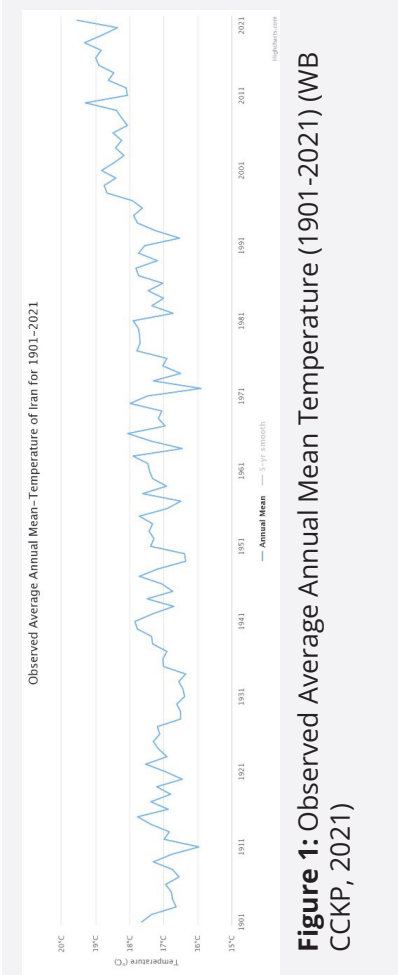 Observed Average Annual Mean-Temperature of Iran for 1901-2021
Temperature (°C)
20°C
19°C
18°C
17°C
16°C
15°C
1901
1911
1921
1931
1941
1951
1961
1971
1981
1991
2001
2011
2021
Annual Mean
5-yr smooth
Highcharts.com
Figure 1: Observed Average Annual Mean Temperature (1901-2021) (WB
CCKP, 2021)